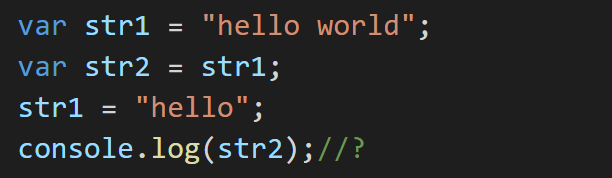 var str1 = "hello world";
var str2 = str1;
str1 = "hello";
console.log(str2);//?